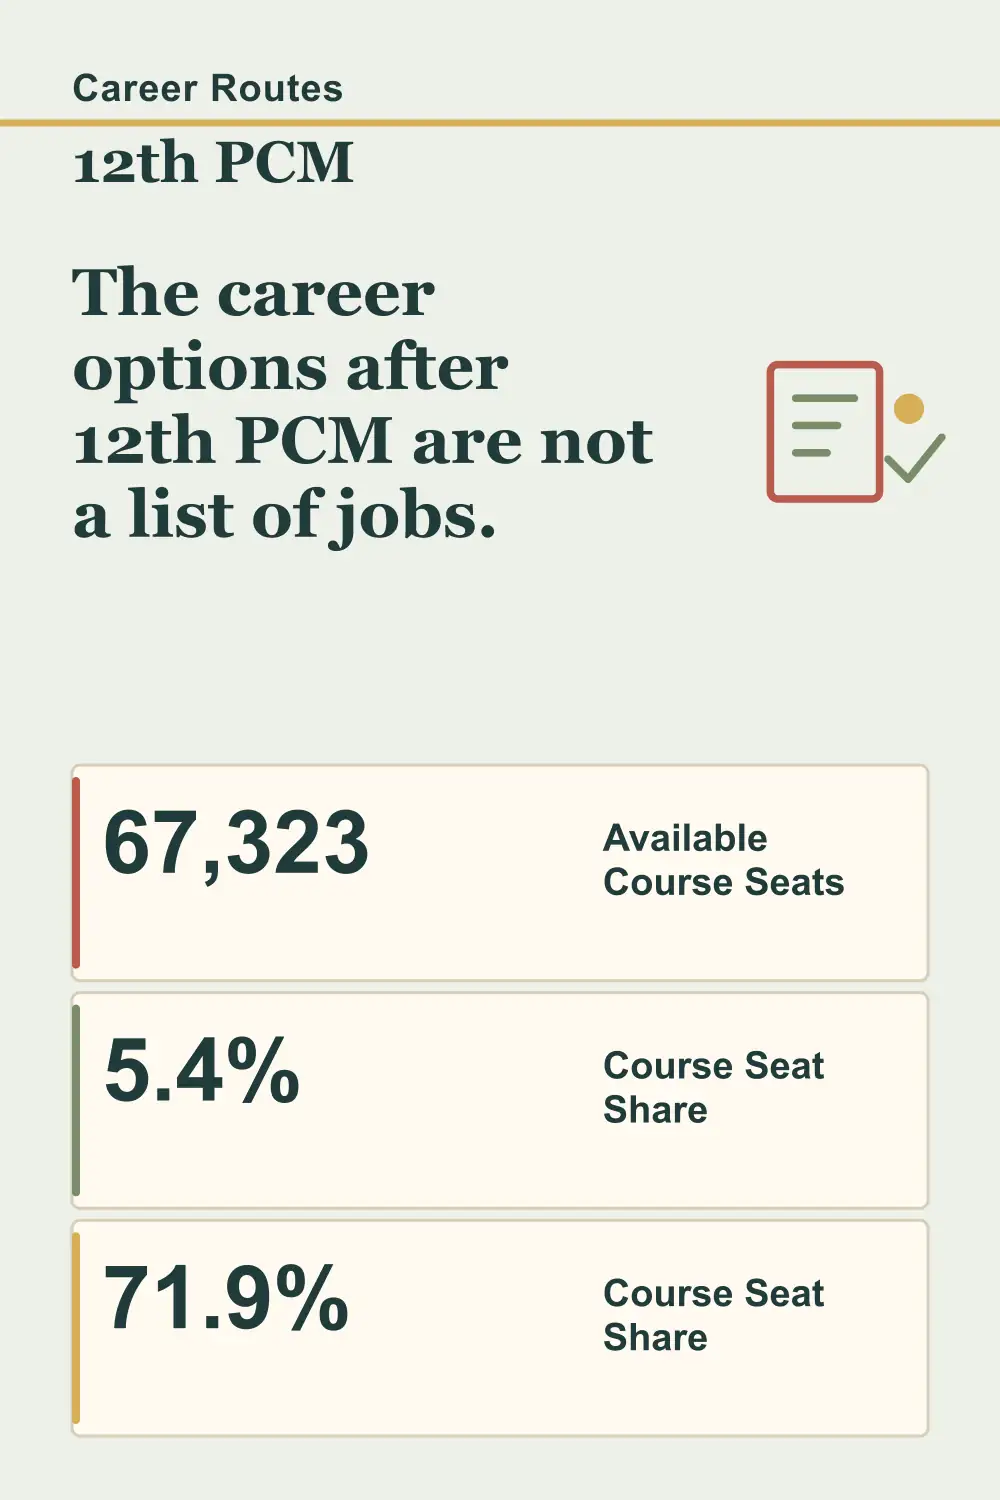 Career Routes
12th PCM
The career
options after
12th PCM are not
a list of jobs.
67,323
Available
Course Seats
5.4%
Course Seat
Share
71.9%
Course Seat
Share